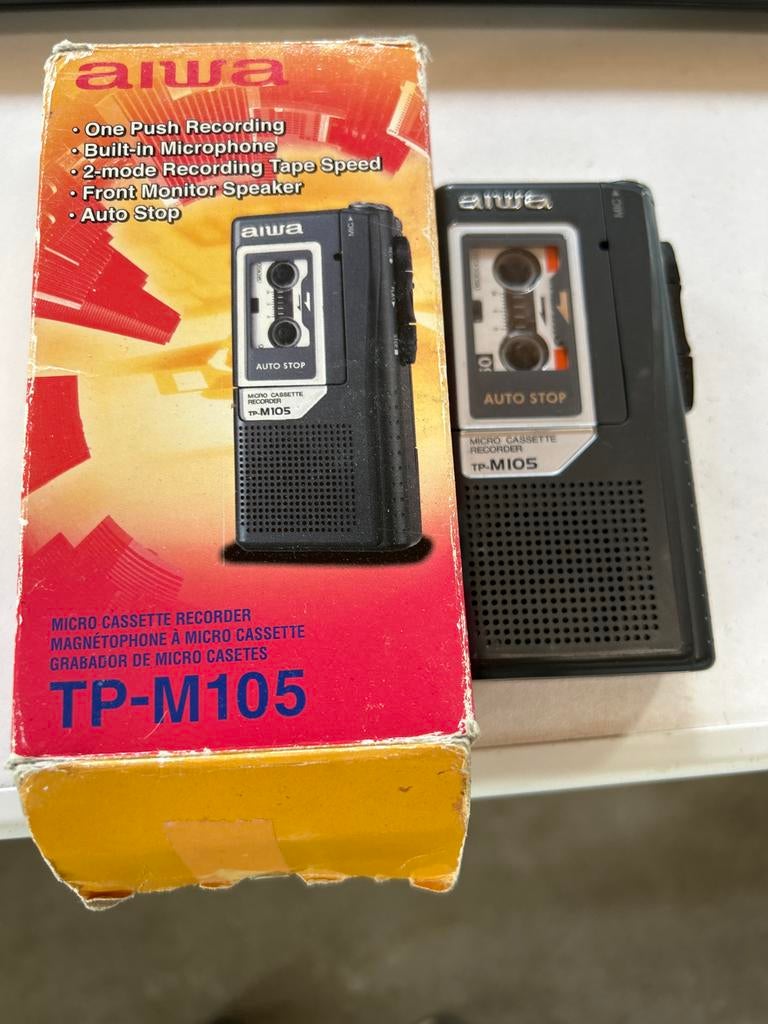 aiwa
• One Push Recording
• Built-in Microphone
• 2-mode Recording Tape Speed
• Front Monitor Speaker
• Auto Stop
aiwa
MIC
AUTO STOP
MICRO CASSETTE
RECORDER
TP-M105
MICRO CASSETTE RECORDER
MAGNÉTOPHONE À MICRO CASSETTE
GRABADOR DE MICRO CASETES
TP-M105
aiwa
MIC
AUTO STOP
MICRO CASSETTE
RECORDER
TP-M105